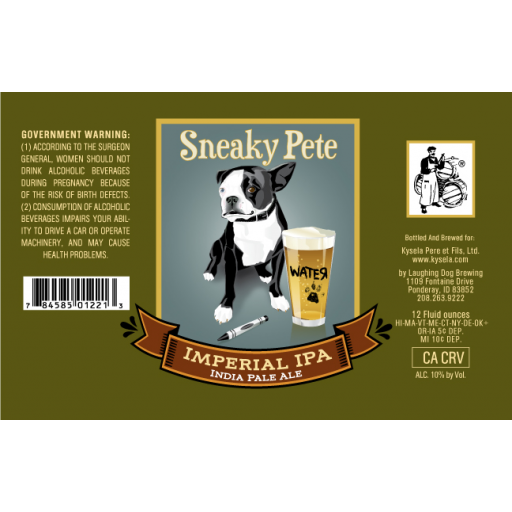 GOVERNMENT WARNING:
(1) ACCORDING TO THE SURGEON
GENERAL, WOMEN SHOULD NOT
DRINK ALCOHOLIC BEVERAGES
DURING PREGNANCY BECAUSE
OF THE RISK OF BIRTH DEFECTS.
(2) CONSUMPTION OF ALCOHOLIC
BEVERAGES IMPAIRS YOUR ABIL-
ITY TO DRIVE A CAR OR OPERATE
MACHINERY, AND MAY CAUSE
HEALTH PROBLEMS.
7 84585 01221 3
Sneaky Pete
WATER
IMPERIAL IPA
INDIA PALE ALE
®
Bottled And Brewed for:
Kysela Pere et Fils, Ltd.
www.kysela.com
by Laughing Dog Brewing
1109 Fontaine Drive
Ponderay, ID 83852
208.263.9222
12 Fluid ounces
HI-MA-VT-ME-CT-NY-DE-OK+
OR-IA 5¢ DEP.
MI 10¢ DEP.
CA CRV
ALC. 10% by Vol.